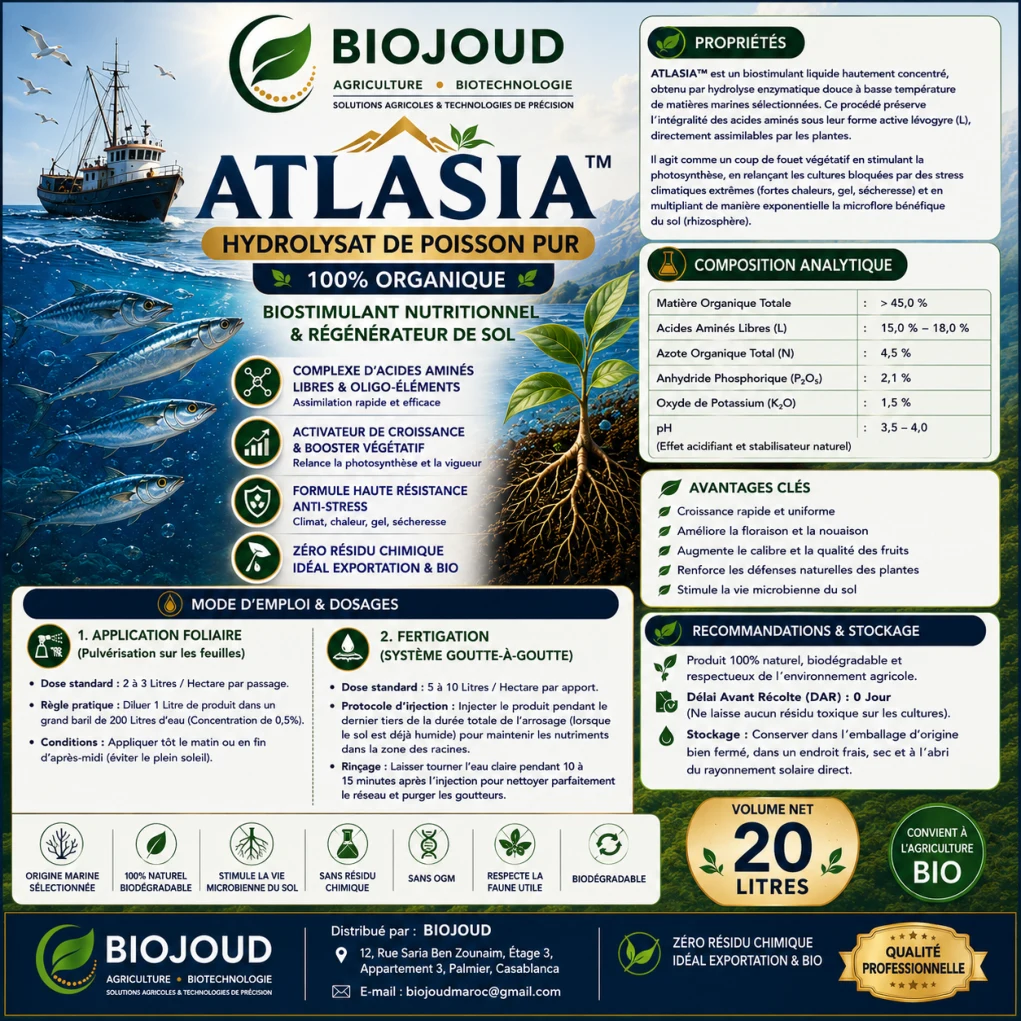 BIOJOUD
AGRICULTURE • BIOTECHNOLOGIE
SOLUTIONS AGRICOLES & TECHNOLOGIES DE PRÉCISION
ATLASIA™
HYDROLYSAT DE POISSON PUR
100% ORGANIQUE
BIOSTIMULANT NUTRITIONNEL
& RÉGÉNÉRATEUR DE SOL
COMPLEXE D'ACIDES AMINÉS
LIBRES & OLIGO-ÉLÉMENTS
Assimilation rapide et efficace
ACTIVATEUR DE CROISSANCE
& BOOSTER VÉGÉTATIF
Relance la photosynthèse et la vigueur
FORMULE HAUTE RÉSISTANCE
ANTI-STRESS
Climat, chaleur, gel, sécheresse
ZÉRO RÉSIDU CHIMIQUE
IDÉAL EXPORTATION & BIO
PROPRIÉTÉS
ATLASIA™ est un biostimulant liquide hautement concentré,
obtenu par hydrolyse enzymatique douce à basse température
de matières marines sélectionnées. Ce procédé préserve
l'intégralité des acides aminés sous leur forme active lévogyre (L),
directement assimilables par les plantes.
Il agit comme un coup de fouet végétatif en stimulant la
photosynthèse, en relançant les cultures bloquées par des stress
climatiques extrêmes (fortes chaleurs, gel, sécheresse) et en
multipliant de manière exponentielle la microflore bénéfique
du sol (rhizosphère).
COMPOSITION ANALYTIQUE
Matière Organique Totale : > 45,0 %
Acides Aminés Libres (L) : 15,0 % – 18,0 %
Azote Organique Total (N) : 4,5 %
Anhydride Phosphorique (P₂O₅) : 2,1 %
Oxyde de Potassium (K₂O) : 1,5 %
pH : 3,5 – 4,0
(Effet acidifiant et stabilisateur naturel)
AVANTAGES CLÉS
Croissance rapide et uniforme
Améliore la floraison et la nouaison
Augmente le calibre et la qualité des fruits
Renforce les défenses naturelles des plantes
Stimule la vie microbienne du sol
MODE D'EMPLOI & DOSAGES
1. APPLICATION FOLIAIRE
(Pulvérisation sur les feuilles)
• Dose standard : 2 à 3 Litres / Hectare par passage.
• Règle pratique : Diluer 1 Litre de produit dans un
grand baril de 200 Litres d'eau (Concentration de 0,5%).
• Conditions : Appliquer tôt le matin ou en fin
d'après-midi (éviter le plein soleil).
2. FERTIGATION
(SYSTÈME GOUTTE-À-GOUTTE)
• Dose standard : 5 à 10 Litres / Hectare par apport.
• Protocole d'injection : Injecter le produit pendant le
dernier tiers de la durée totale de l'arrosage (lorsque
le sol est déjà humide) pour maintenir les nutriments
dans la zone des racines.
• Rinçage : Laisser tourner l'eau claire pendant 10 à
15 minutes après l'injection pour nettoyer parfaitement
le réseau et purger les goutteurs.
RECOMMANDATIONS & STOCKAGE
Produit 100% naturel, biodégradable et
respectueux de l'environnement agricole.
Délai Avant Récolte (DAR) : 0 Jour
(Ne laisse aucun résidu toxique sur les cultures).
Stockage : Conserver dans l'emballage d'origine
bien fermé, dans un endroit frais, sec et à l'abri
du rayonnement solaire direct.
ORIGINE MARINE
SÉLECTIONNÉE
100% NATUREL
BIODÉGRADABLE
STIMULE LA VIE
MICROBIENNE DU SOL
SANS RÉSIDU
CHIMIQUE
SANS OGM
RESPECTE LA
FAUNE UTILE
BIODÉGRADABLE
VOLUME NET
20
LITRES
CONVIENT À
L'AGRICULTURE
BIO
BIOJOUD
AGRICULTURE • BIOTECHNOLOGIE
SOLUTIONS AGRICOLES & TECHNOLOGIES DE PRÉCISION
Distribué par : BIOJOUD
12, Rue Saria Ben Zounaim, Étage 3,
Appartement 3, Palmier, Casablanca
E-mail : biojoudmaroc@gmail.com
ZÉRO RÉSIDU CHIMIQUE
IDÉAL EXPORTATION & BIO
QUALITÉ
PROFESSIONNELLE